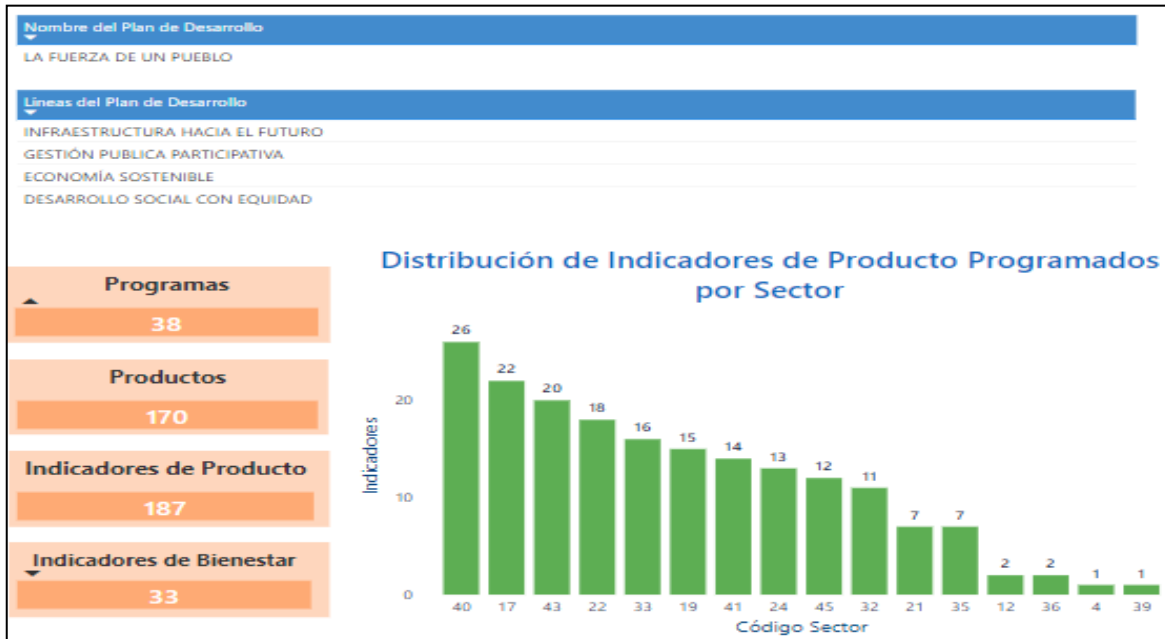 Nombre del Plan de Desarrollo
LA FUERZA DE UN PUEBLO
Líneas del Plan de Desarrollo
INFRAESTRUCTURA HACIA EL FUTURO
GESTIÓN PUBLICA PARTICIPATIVA
ECONOMÍA SOSTENIBLE
DESARROLLO SOCIAL CON EQUIDAD
Programas
38
Productos
170
Indicadores de Producto
187
Indicadores de Bienestar
33
Distribución de Indicadores de Producto Programados
por Sector
Indicadores
20
10
0
26 22 20 18 16 15 14 13 12 11 7 7 2 2 1 1
40 17 43 22 33 19 41 24 45 32 21 35 12 36 4 39
Código Sector